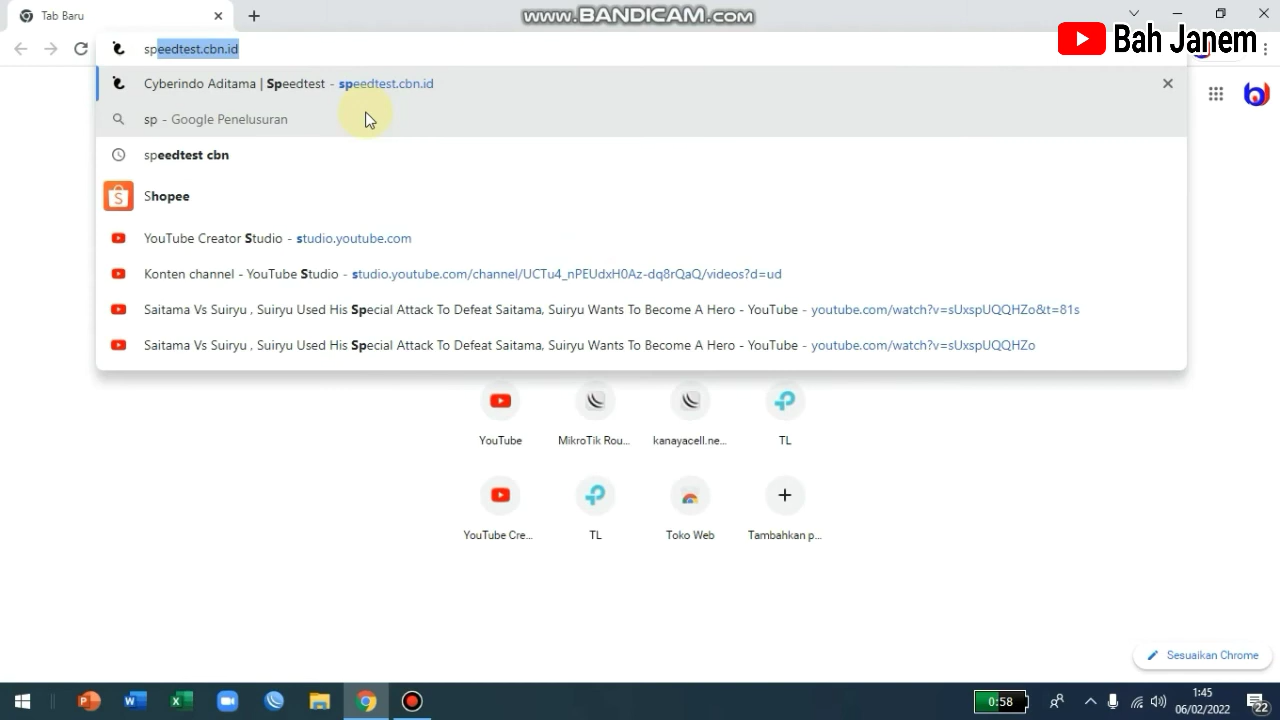 Tab Baru
www.BANDICAM.com
Bah Janem
speedtest.cbn.id
Cyberindo Aditama | Speedtest - speedtest.cbn.id
sp - Google Penelusuran
speedtest cbn
Shopee
YouTube Creator Studio - studio.youtube.com
Konten channel - YouTube Studio - studio.youtube.com/channel/UCTu4_nPEUdxH0Az-dq8rQaQ/videos?d=ud
Saitama Vs Suiryu , Suiryu Used His Special Attack To Defeat Saitama, Suiryu Wants To Become A Hero - YouTube - youtube.com/watch?v=sUxspUQQHZo&t=81s
Saitama Vs Suiryu , Suiryu Used His Special Attack To Defeat Saitama, Suiryu Wants To Become A Hero - YouTube - youtube.com/watch?v=sUxspUQQHZo
YouTube
MikroTik Rou...
kanayacell.ne...
TL
YouTube Cre...
TL
Toko Web
Tambahkan p...
Sesuaikan Chrome
0:58
1:45
06/02/2022
22